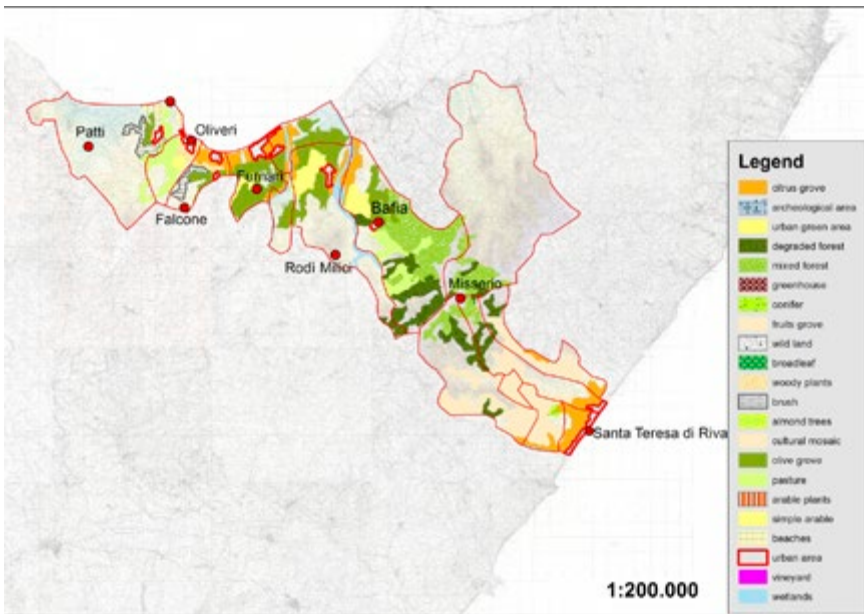 Patti
Oliveri
Falcone
Furnari
Rodì Milici
Bafia
Misserio
Santa Teresa di Riva
1:200.000
Legend
citrus grove
archeological area
urban green area
degraded forest
mixed forest
greenhouse
conifer
fruits grove
wild land
broadleaf
woody plants
brush
almond trees
cultural mosaic
olive grove
pasture
arable plants
simple arable
beaches
urban area
vineyard
wetlands